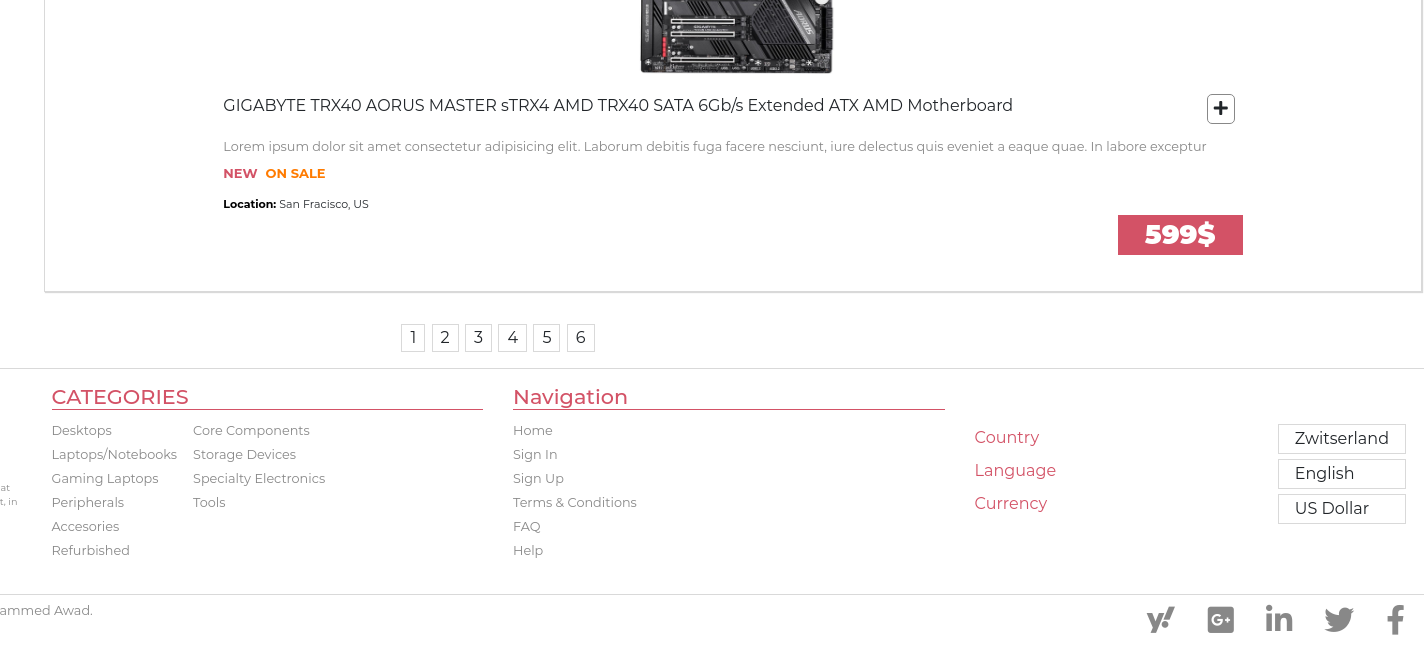 GIGABYTE TRX40 AORUS MASTER sTRX4 AMD TRX40 SATA 6Gb/s Extended ATX AMD Motherboard
Lorem ipsum dolor sit amet consectetur adipisicing elit. Laborum debitis fuga facere nesciunt, iure delectus quis eveniet a eaque quae. In labore exceptur
NEW ON SALE
Location: San Fracisco, US
599$
1 2 3 4 5 6
at
t, in
CATEGORIES
Desktops
Laptops/Notebooks
Gaming Laptops
Peripherals
Accesories
Refurbished
Core Components
Storage Devices
Specialty Electronics
Tools
Navigation
Home
Sign In
Sign Up
Terms & Conditions
FAQ
Help
Country
Zwitserland
Language
English
Currency
US Dollar
ammed Awad.